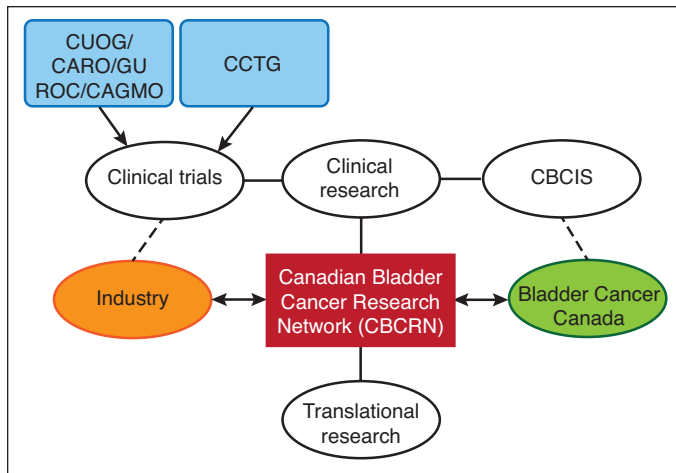 CUOG/
CARO/GU
ROC/CAGMO
CCTG
Clinical trials
Clinical
research
CBCIS
Industry
Canadian Bladder
Cancer Research
Network (CBCRN)
Bladder Cancer
Canada
Translational
research